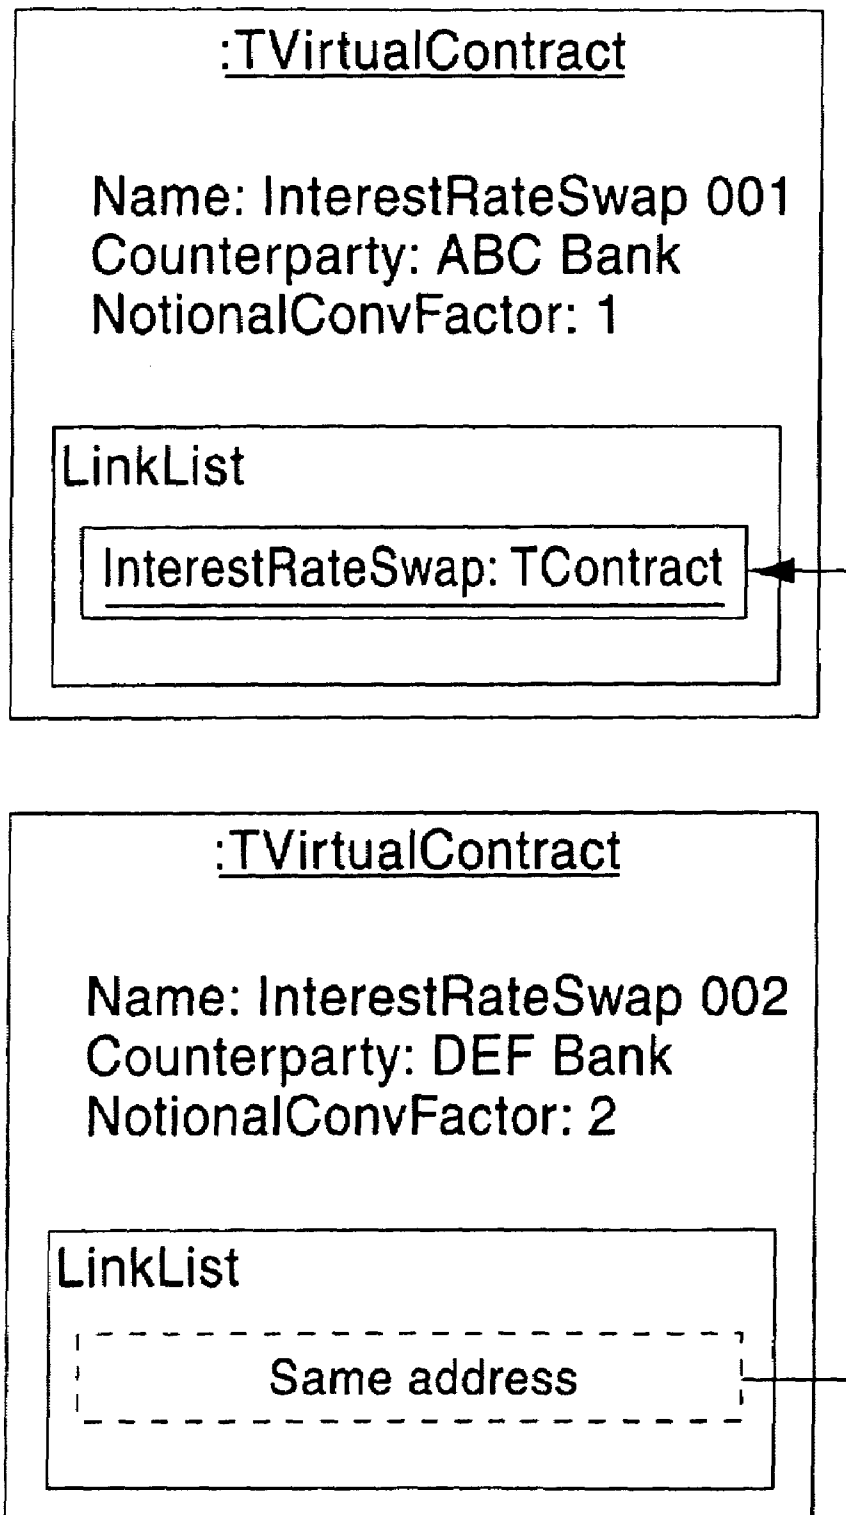 :TVirtualContract
Name: InterestRateSwap 001
Counterparty: ABC Bank
NotionalConvFactor: 1
LinkList
InterestRateSwap: TContract
:TVirtualContract
Name: InterestRateSwap 002
Counterparty: DEF Bank
NotionalConvFactor: 2
LinkList
Same address